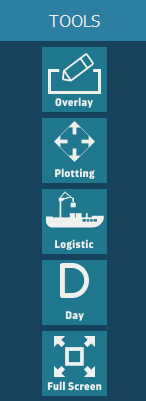 TOOLS
Overlay
Plotting
Logistic
D
Day
Full Screen